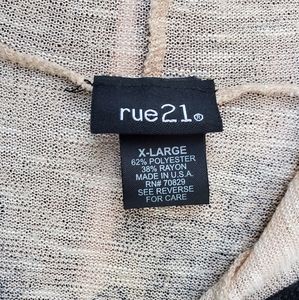 rue21®
X-LARGE
62% POLYESTER
38% RAYON
MADE IN U.S.A.
RN# 70829
SEE REVERSE
FOR CARE